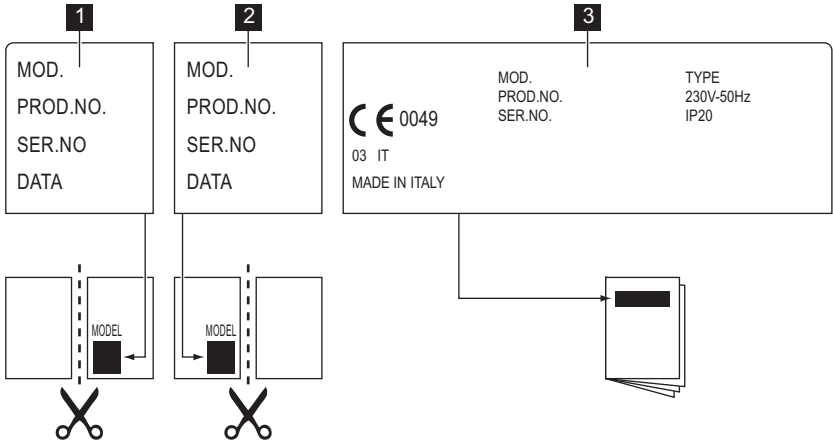 1
MOD.
PROD.NO.
SER.NO
DATA
MODEL
2
MOD.
PROD.NO.
SER.NO
DATA
MODEL
3
MOD.
PROD.NO.
SER.NO.
TYPE
230V-50Hz
IP20
CE 0049
03 IT
MADE IN ITALY